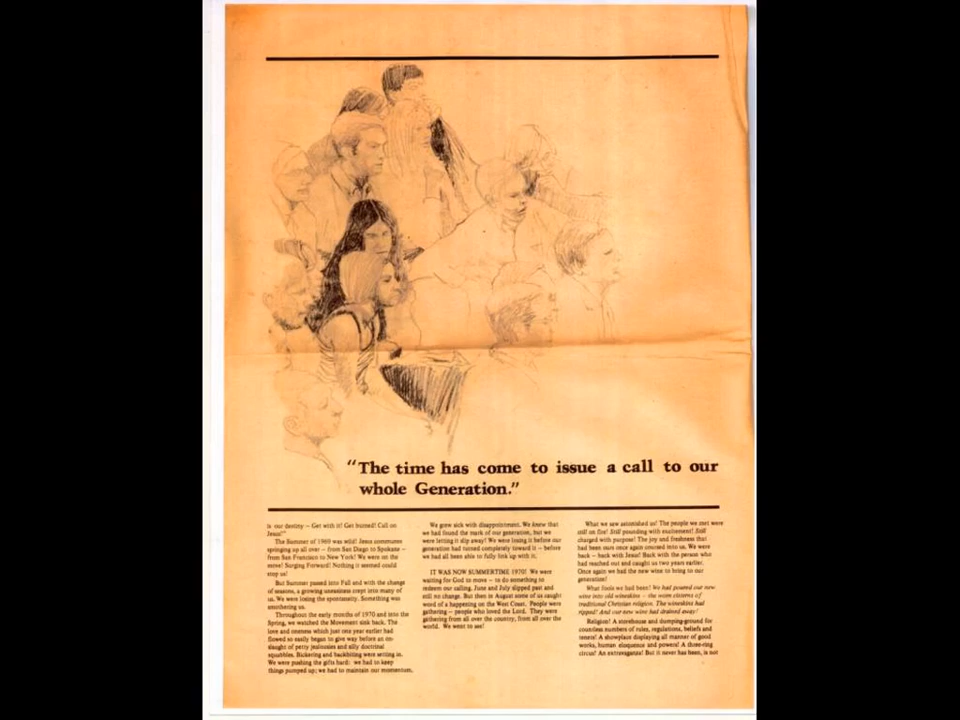 "The time has come to issue a call to our
whole Generation."
is our destiny — Get with it! Get burned! Call on
Jesus!"
The Summer of 1969 was wild! Jesus communes
springing up all over — from San Diego to Spokane —
from San Francisco to New York! We were on the
move! Surging Forward! Nothing it seemed could
stop us!
But Summer passed into Fall and with the change
of seasons, a growing uneasiness crept into many of
us. We were losing the spontaneity. Something was
smothering us.
Throughout the early months of 1970 and into the
Spring, we watched the Movement sink back. The
love and oneness which just one year earlier had
flowed so easily began to give way before an on-
slaught of petty jealousies and silly doctrinal
squabbles. Bickering and backbiting were setting in.
We were pushing the gifts hard: we had to keep
things pumped up; we had to maintain our momentum.
We grew sick with disappointment. We knew that
we had found the mark of our generation, but we
were letting it slip away! We were losing it before our
generation had turned completely toward it — before
we had all been able to fully link up with it.
IT WAS NOW SUMMERTIME 1970! We were
waiting for God to move — to do something to
redeem our calling. June and July slipped past and
still no change. But then in August some of us caught
word of a happening on the West Coast. People were
gathering — people who loved the Lord. They were
gathering from all over the country, from all over the
world. We went to see!
What we saw astonished us! The people we met were
still on fire! Still pounding with excitement! Still
charged with purpose! The joy and freshness that
had been ours once again coursed into us. We were
back — back with Jesus! Back with the person who
had reached out and caught us two years earlier.
Once again we had the new wine to bring to our
generation!
What fools we had been! We had poured our new
wine into old wineskins — the worn cisterns of
traditional Christian religion. The wineskins had
ripped! And our new wine had drained away!
Religion! A storehouse and dumping-ground for
countless numbers of rules, regulations, beliefs and
tenets! A showplace displaying all manner of good
works, human eloquence and powers! A three-ring
circus! An extravaganza! But it never has been, is not